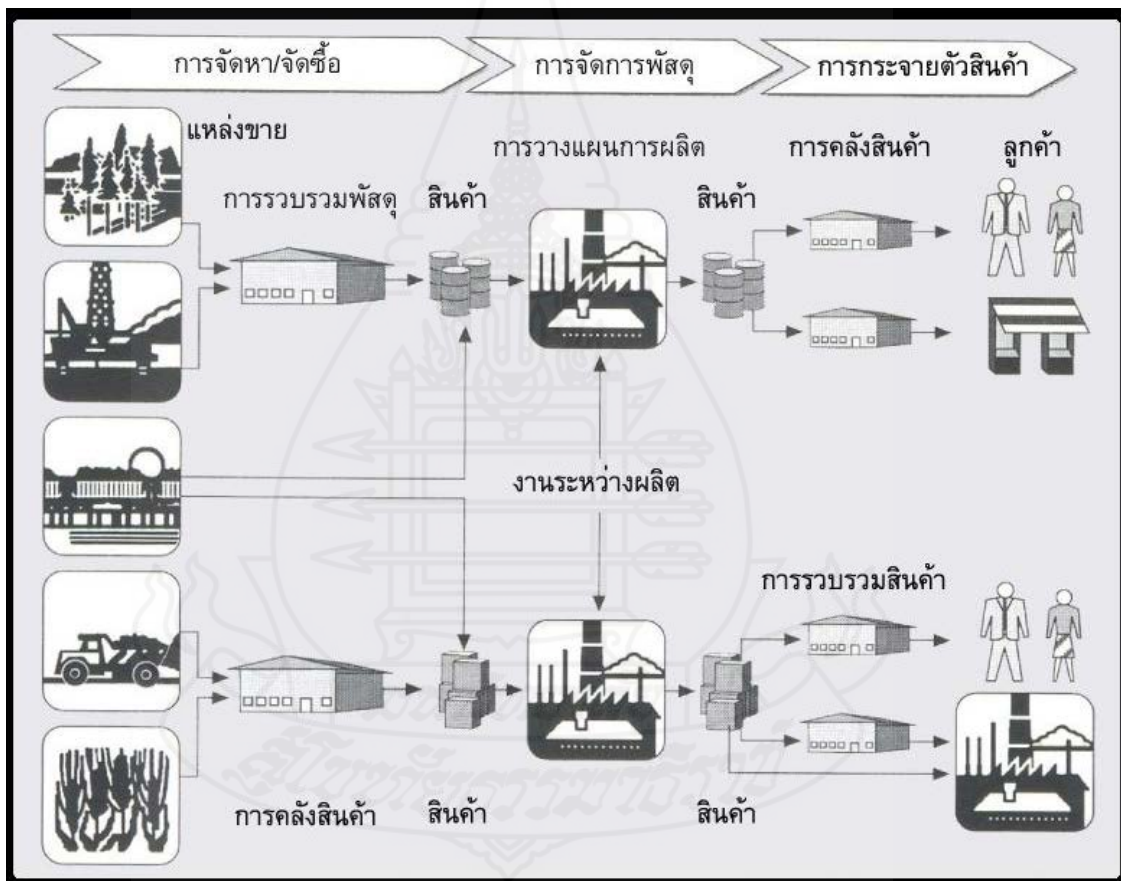 การจัดหา/จัดซื้อ
การจัดการพัสดุ
การกระจายตัวสินค้า
แหล่งขาย
การวางแผนการผลิต
การคลังสินค้า
ลูกค้า
การรวบรวมพัสดุ
สินค้า
สินค้า
งานระหว่างผลิต
การรวบรวมสินค้า
การคลังสินค้า
สินค้า
สินค้า